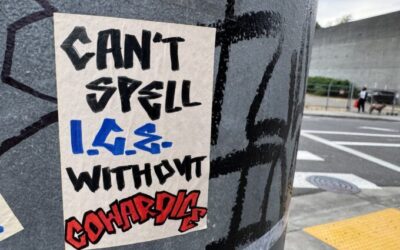 CAN'T
SPELL
I.C.E.
WITHOUT
COWARDICE